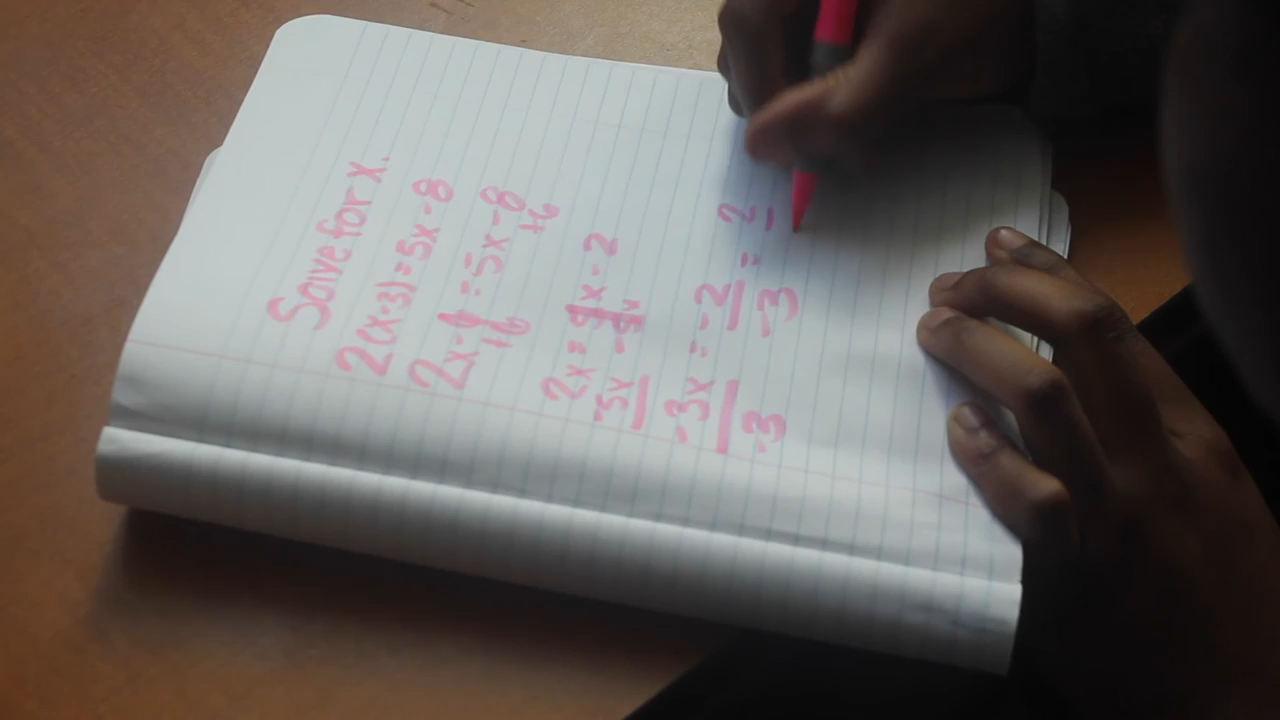 Solve for x.
2(x-3)=5x-8
2x-6=5x-8
+6 +6
2x=5x-2
-5x -5x
-3x = -2 = 2
-3 -3